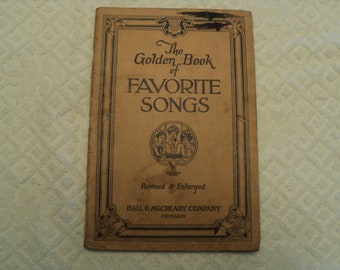 The
Golden Book
of
FAVORITE
SONGS
Revised & Enlarged
HALL & McCREARY COMPANY
CHICAGO